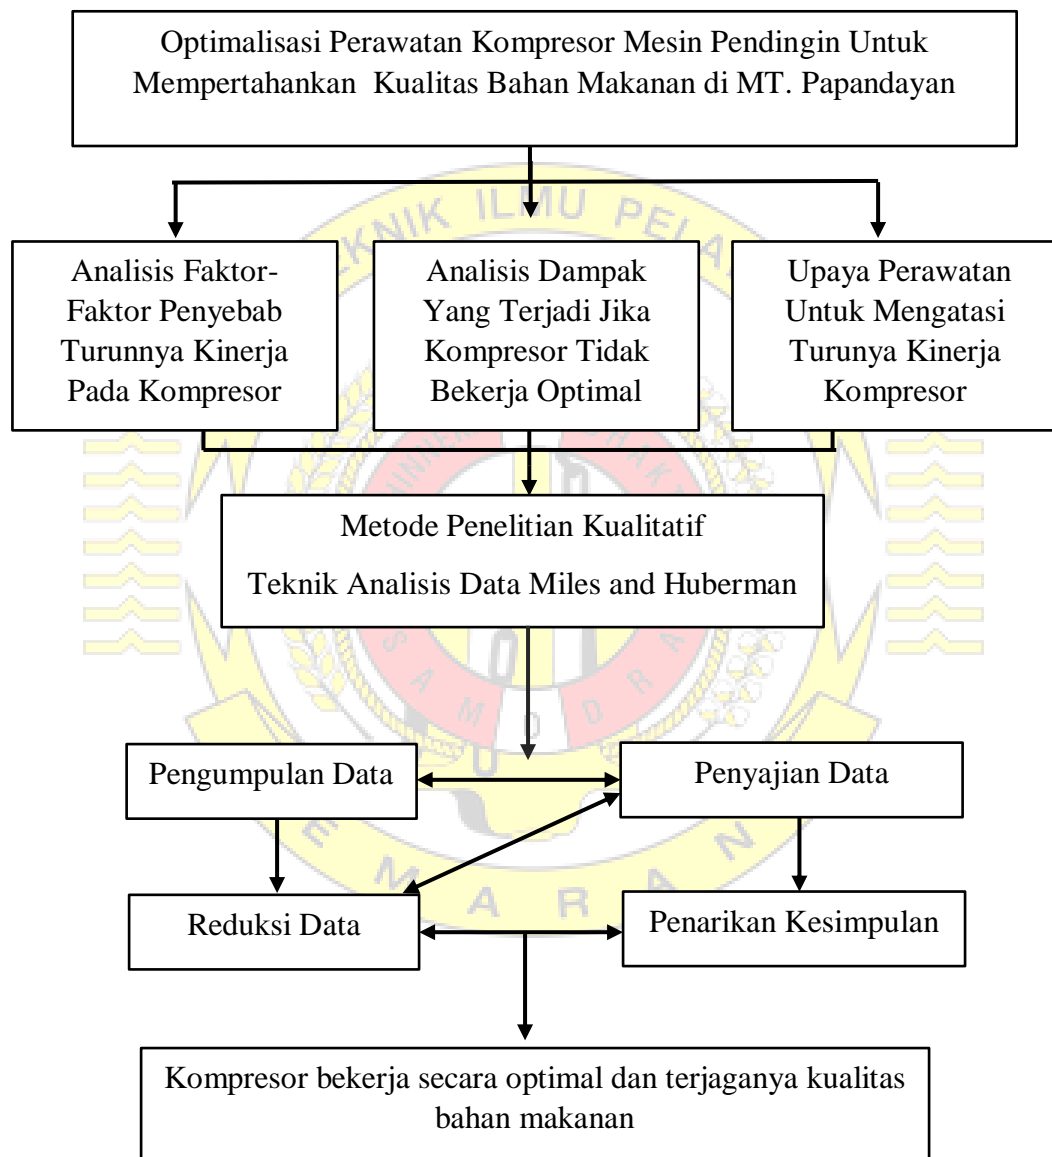 Optimalisasi Perawatan Kompresor Mesin Pendingin Untuk
Mempertahankan Kualitas Bahan Makanan di MT. Papandayan
Analisis Faktor-
Faktor Penyebab
Turunnya Kinerja
Pada Kompresor
Analisis Dampak
Yang Terjadi Jika
Kompresor Tidak
Bekerja Optimal
Upaya Perawatan
Untuk Mengatasi
Turunya Kinerja
Kompresor
Metode Penelitian Kualitatif
Teknik Analisis Data Miles and Huberman
Pengumpulan Data
Penyajian Data
Reduksi Data
Penarikan Kesimpulan
Kompresor bekerja secara optimal dan terjaganya kualitas
bahan makanan
ILMU
SAMODRA